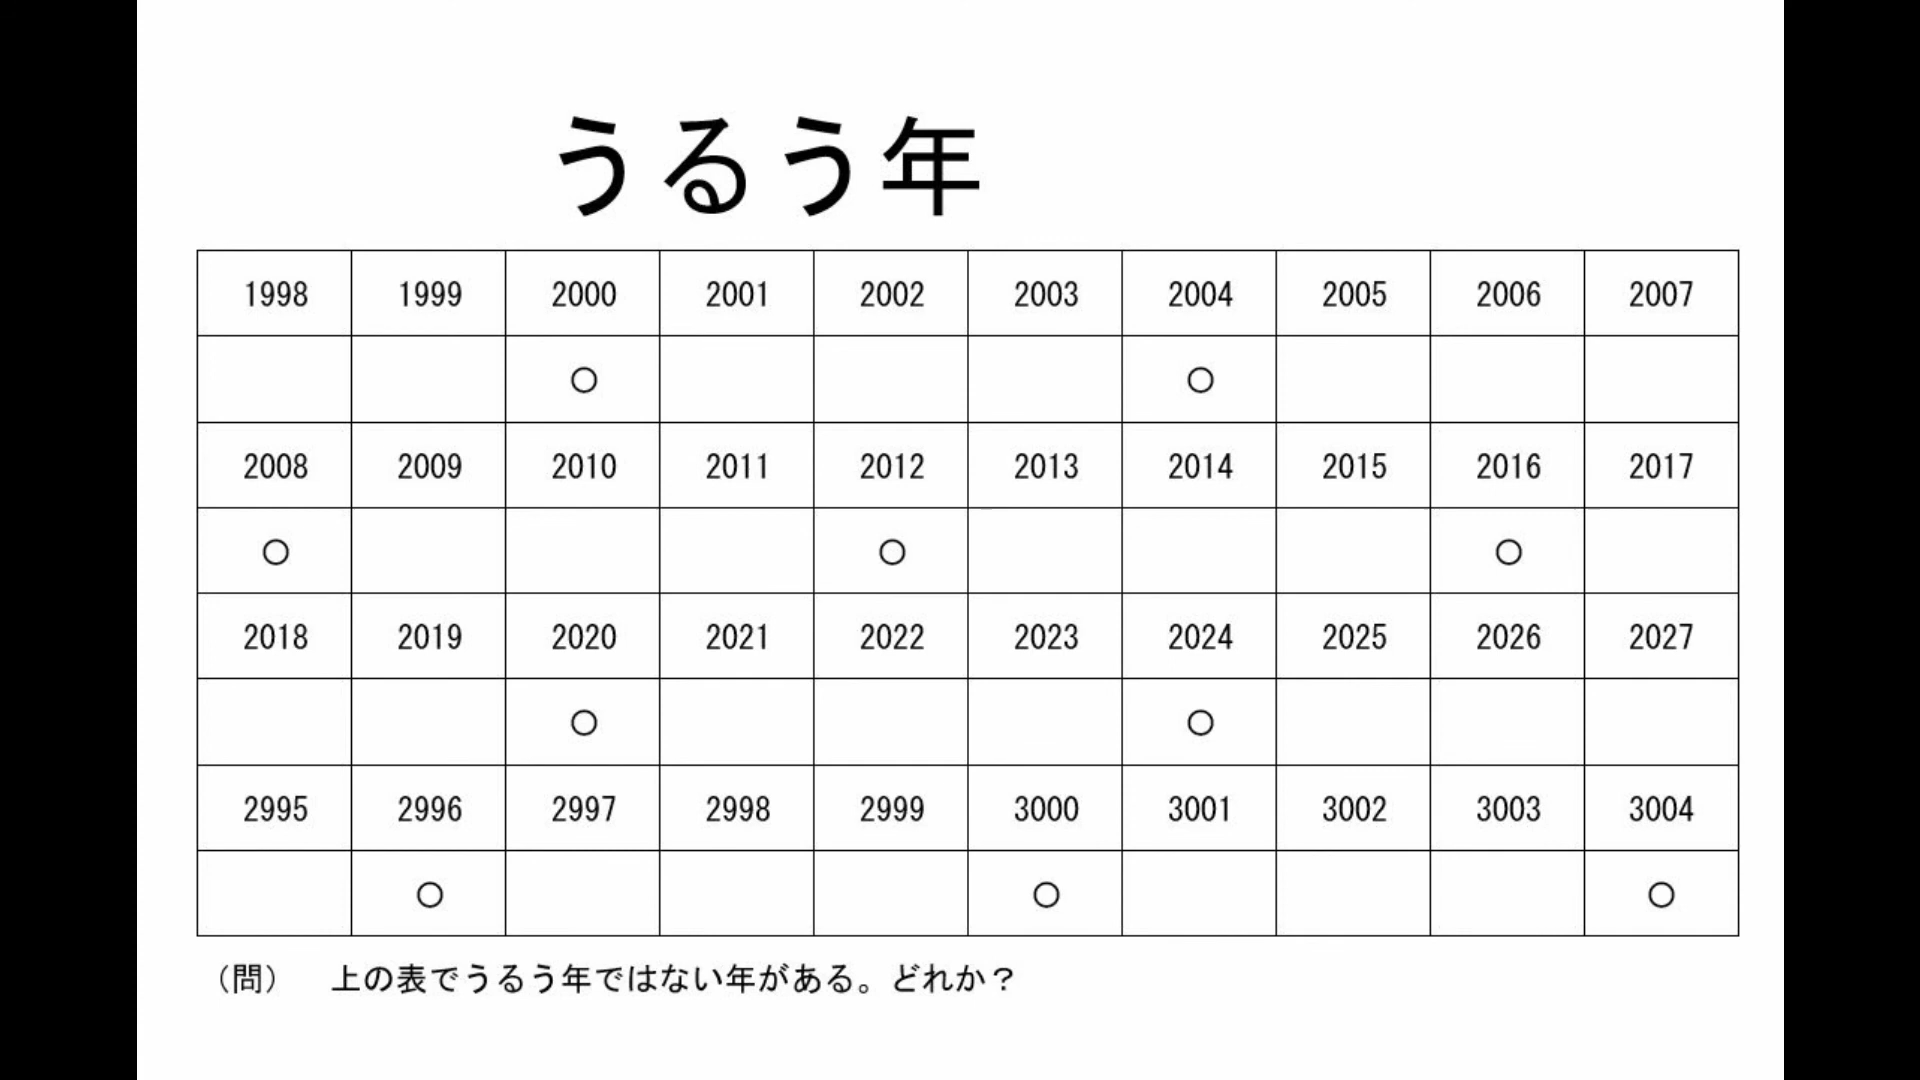 うるう年
1998 1999 2000 2001 2002 2003 2004 2005 2006 2007
○ ○
2008 2009 2010 2011 2012 2013 2014 2015 2016 2017
○ ○ ○
2018 2019 2020 2021 2022 2023 2024 2025 2026 2027
○ ○
2995 2996 2997 2998 2999 3000 3001 3002 3003 3004
○ ○ ○
（問）　上の表でうるう年ではない年がある。どれか？